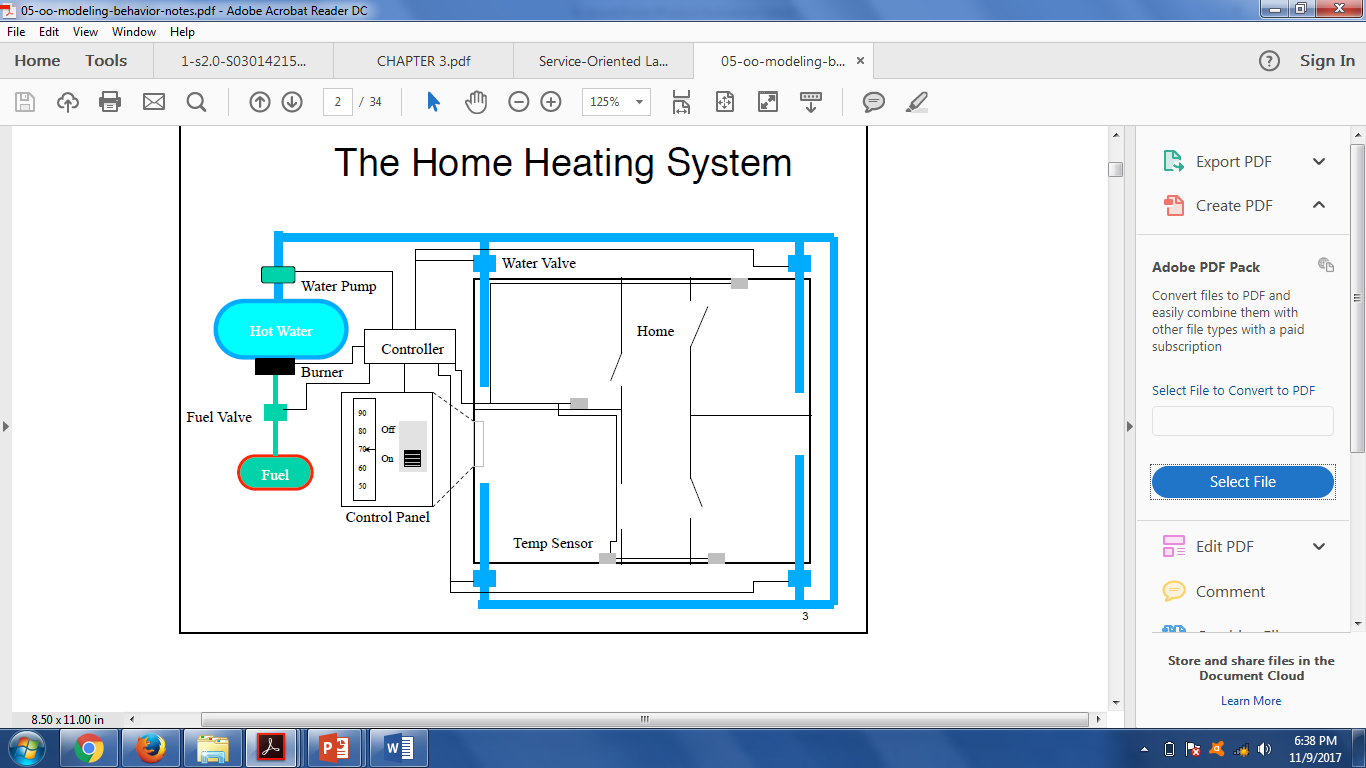 05-oo-modeling-behavior-notes.pdf - Adobe Acrobat Reader DC
File Edit View Window Help
Home Tools 1-s2.0-S03014215... CHAPTER 3.pdf Service-Oriented La... 05-oo-modeling-b... × ? Sign In
2 / 34 125%
The Home Heating System
Water Valve
Water Pump
Hot Water
Home
Controller
Burner
Fuel Valve
90
80
70
60
50
Off
On
Fuel
Control Panel
Temp Sensor
3
8.50 x 11.00 in
Export PDF
Create PDF
Adobe PDF Pack
Convert files to PDF and
easily combine them with
other file types with a paid
subscription
Select File to Convert to PDF
Select File
Edit PDF
Comment
Store and share files in the
Document Cloud
Learn More
6:38 PM
11/9/2017